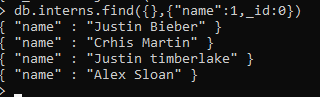 > db.interns.find({},{"name":1,_id:0})
{ "name" : "Justin Bieber" }
{ "name" : "Crhis Martin" }
{ "name" : "Justin timberlake" }
{ "name" : "Alex Sloan" }
>